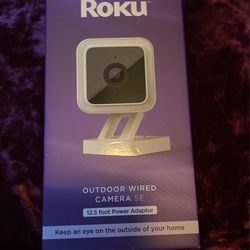 Roku
OUTDOOR WIRED
CAMERA SE
12.5 foot Power Adaptor
Keep an eye on the outside of your home